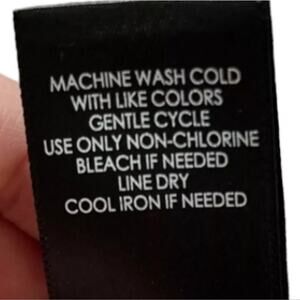 MACHINE WASH COLD
WITH LIKE COLORS
GENTLE CYCLE
USE ONLY NON-CHLORINE
BLEACH IF NEEDED
LINE DRY
COOL IRON IF NEEDED